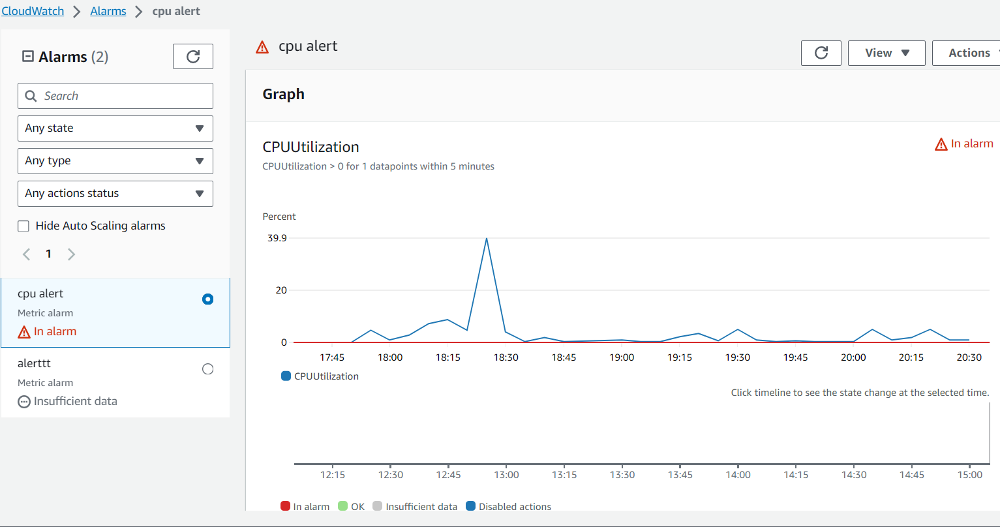 CloudWatch > Alarms > cpu alert
Alarms (2)
Search
Any state
Any type
Any actions status
Hide Auto Scaling alarms
1
cpu alert
Metric alarm
In alarm
alerttt
Metric alarm
Insufficient data
cpu alert
View
Actions
Graph
CPUUtilization
In alarm
CPUUtilization > 0 for 1 datapoints within 5 minutes
Percent
39.9
20
0
17:45 18:00 18:15 18:30 18:45 19:00 19:15 19:30 19:45 20:00 20:15 20:30
CPUUtilization
Click timeline to see the state change at the selected time.
12:15 12:30 12:45 13:00 13:15 13:30 13:45 14:00 14:15 14:30 14:45 15:00
In alarm OK Insufficient data Disabled actions